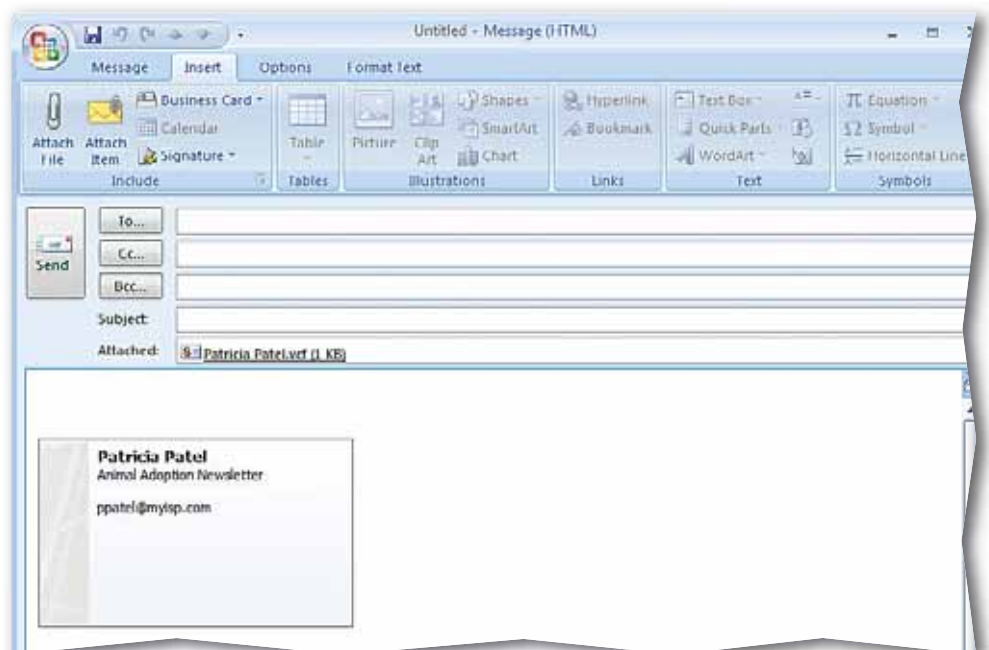 Untitled - Message (HTML)
Message Insert Options Format Text
Attach File
Attach Item
Business Card
Calendar
Signature
Include
Table
Tables
Picture
Clip Art
Shapes
SmartArt
Chart
Illustrations
Hyperlink
Bookmark
Links
Text Box
Quick Parts
WordArt
Text
π Equation
Ω Symbol
Horizontal Line
Symbols
Send
To...
Cc...
Bcc...
Subject:
Attached: Patricia Patel.vcf (1 KB)
Patricia Patel
Animal Adoption Newsletter
ppatel@myisp.com